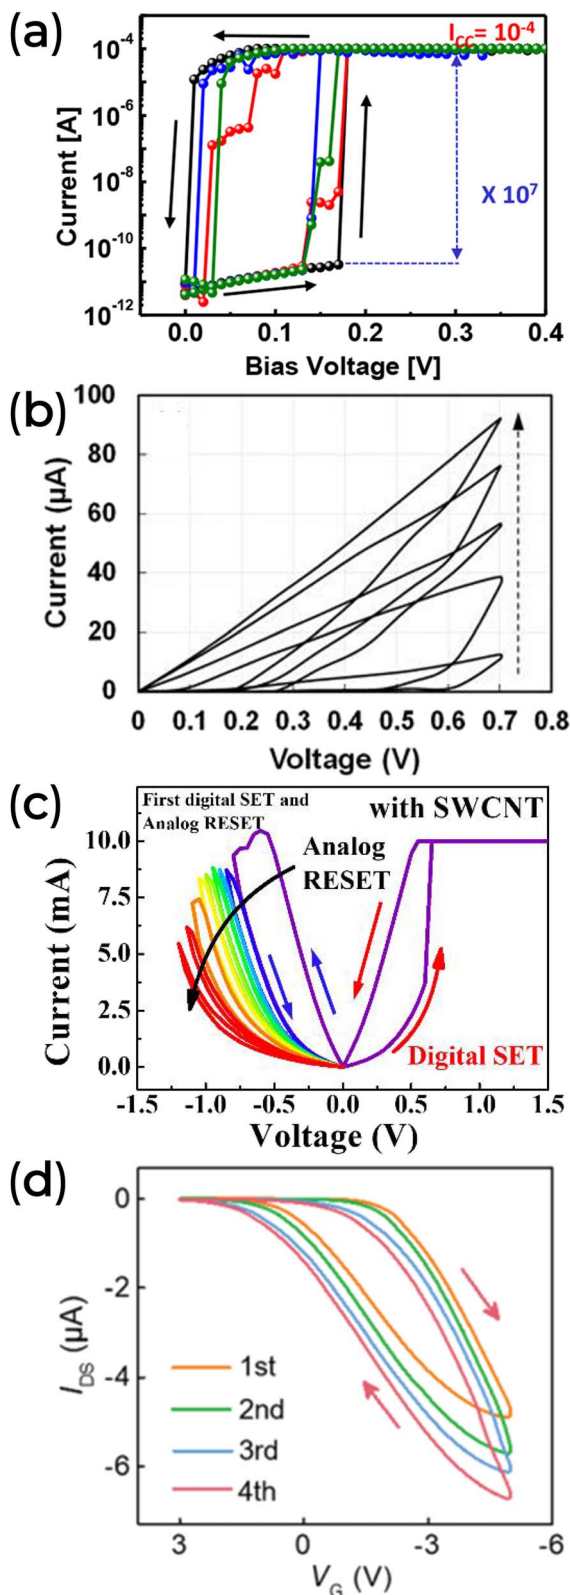 (a)
I_CC= 10^-4
10^-4
10^-6
10^-8
10^-10
10^-12
Current [A]
X 10^7
0.0 0.1 0.2 0.3 0.4
Bias Voltage [V]
(b)
100
80
60
40
20
0
Current (µA)
0 0.1 0.2 0.3 0.4 0.5 0.6 0.7 0.8
Voltage (V)
(c)
First digital SET and
Analog RESET
with SWCNT
Analog
RESET
10.0
7.5
5.0
2.5
0.0
Current (mA)
Digital SET
-1.5 -1.0 -0.5 0.0 0.5 1.0 1.5
Voltage (V)
(d)
0
-2
-4
-6
I_DS (µA)
1st
2nd
3rd
4th
3 0 -3 -6
V_G (V)